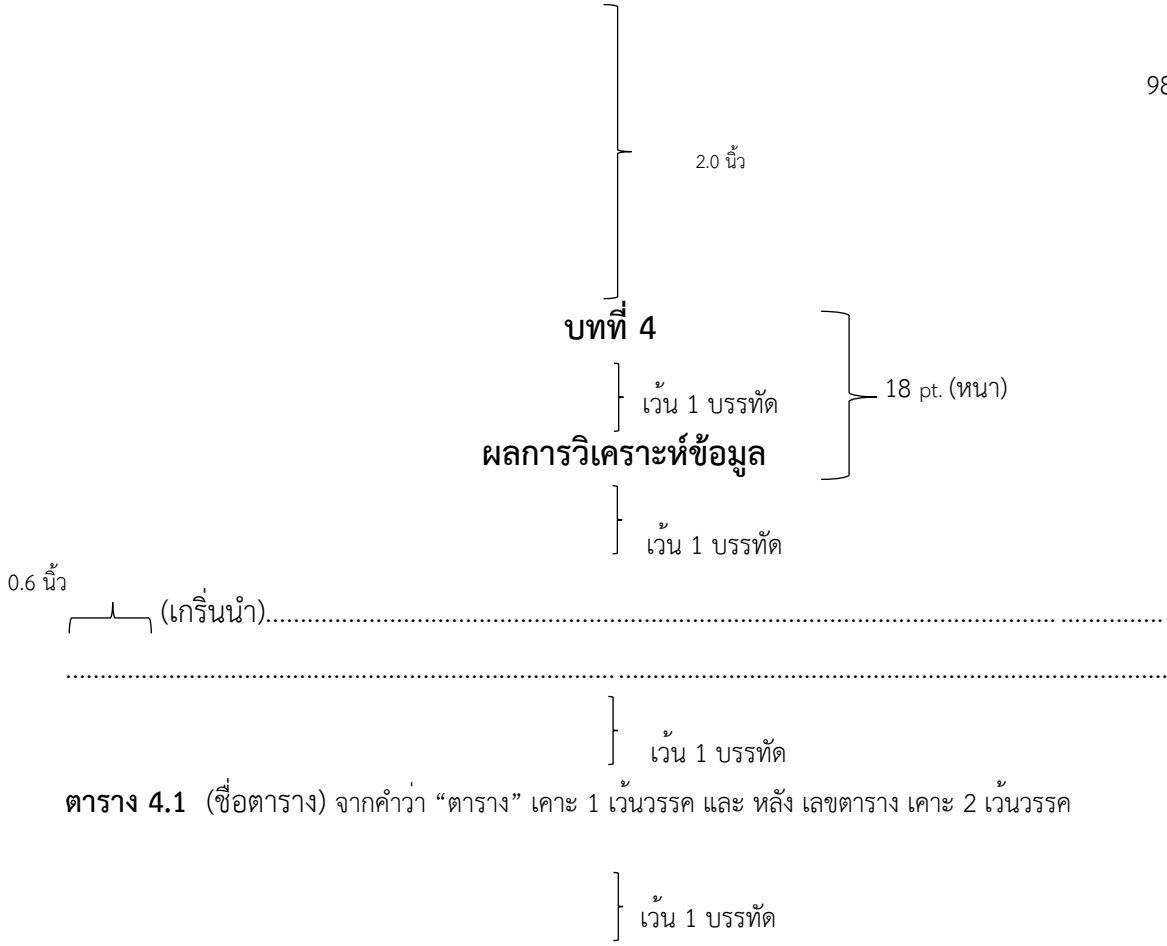 98
2.0 นิ้ว
บทที่ 4
เว้น 1 บรรทัด
18 pt. (หนา)
ผลการวิเคราะห์ข้อมูล
เว้น 1 บรรทัด
0.6 นิ้ว
(เกริ่นนำ)................................................................................................................... ...............
............................................................................... ................................................................................
เว้น 1 บรรทัด
ตาราง 4.1 (ชื่อตาราง) จากคำว่า “ตาราง” เคาะ 1 เว้นวรรค และ หลัง เลขตาราง เคาะ 2 เว้นวรรค
เว้น 1 บรรทัด